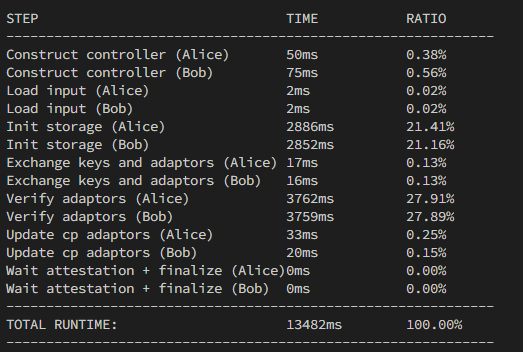 STEP TIME RATIO
Construct controller (Alice) 50ms 0.38%
Construct controller (Bob) 75ms 0.56%
Load input (Alice) 2ms 0.02%
Load input (Bob) 2ms 0.02%
Init storage (Alice) 2886ms 21.41%
Init storage (Bob) 2852ms 21.16%
Exchange keys and adaptors (Alice) 17ms 0.13%
Exchange keys and adaptors (Bob) 16ms 0.13%
Verify adaptors (Alice) 3762ms 27.91%
Verify adaptors (Bob) 3759ms 27.89%
Update cp adaptors (Alice) 33ms 0.25%
Update cp adaptors (Bob) 20ms 0.15%
Wait attestation + finalize (Alice)0ms 0.00%
Wait attestation + finalize (Bob) 0ms 0.00%
TOTAL RUNTIME: 13482ms 100.00%